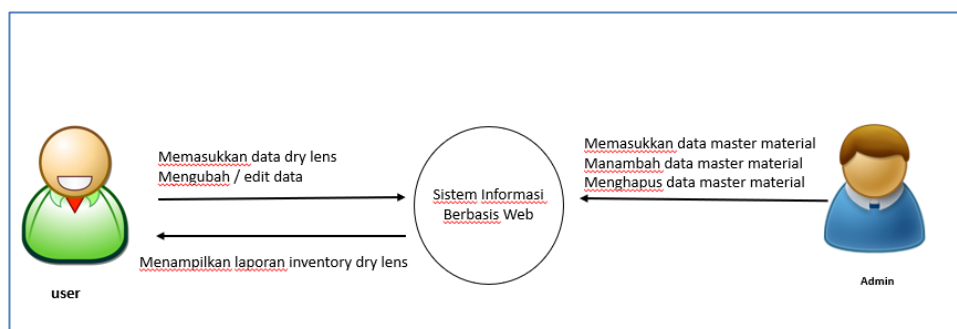 Memasukkan data dry lens
Mengubah / edit data
Menampilkan laporan inventory dry lens
user
Sistem Informasi
Berbasis Web
Memasukkan data master material
Manambah data master material
Menghapus data master material
Admin